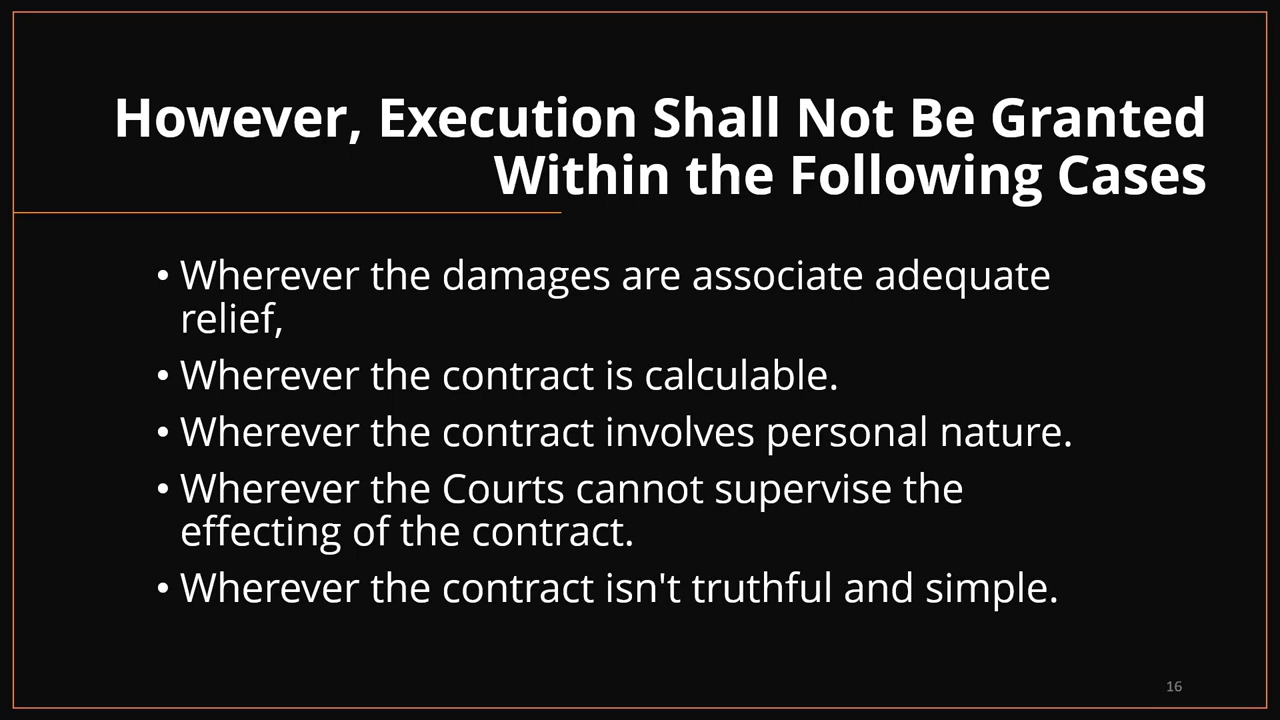 However, Execution Shall Not Be Granted
Within the Following Cases
• Wherever the damages are associate adequate
relief,
• Wherever the contract is calculable.
• Wherever the contract involves personal nature.
• Wherever the Courts cannot supervise the
effecting of the contract.
• Wherever the contract isn't truthful and simple.
16